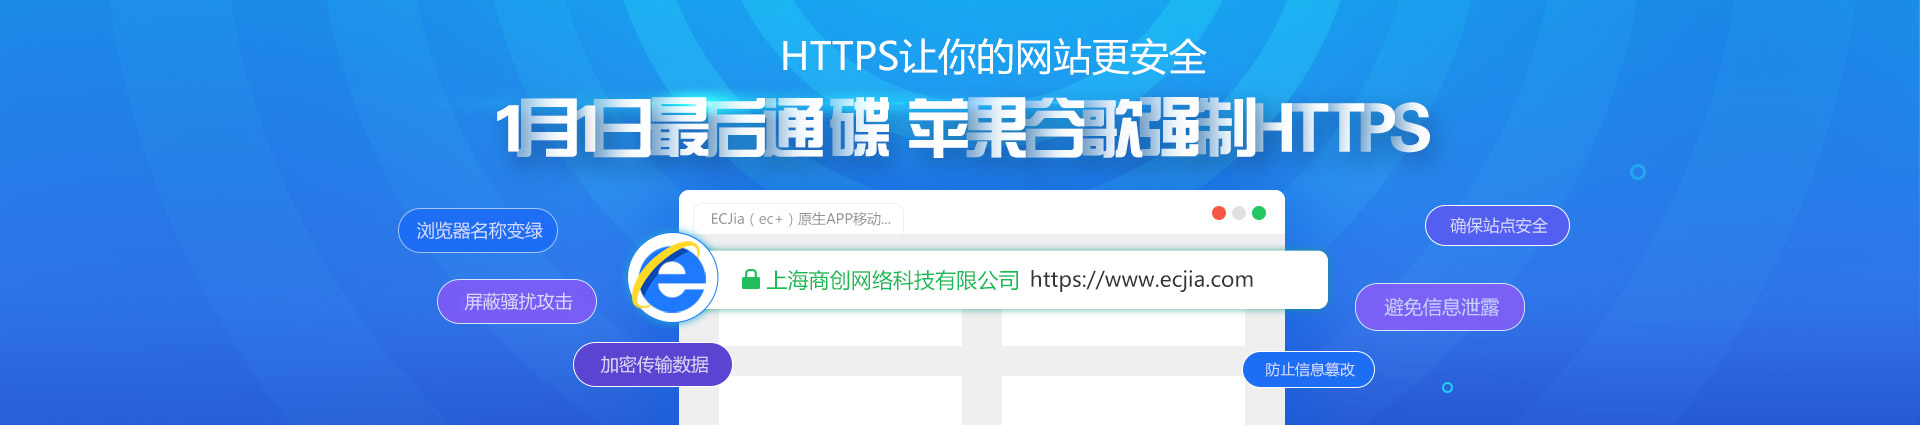 HTTPS让你的网站更安全
1月1日最后通碟 苹果谷歌强制HTTPS
ECJia（ec+）原生APP移动...
上海商创网络科技有限公司 https://www.ecjia.com
浏览器名称变绿
屏蔽骚扰攻击
加密传输数据
确保站点安全
避免信息泄露
防止信息篡改